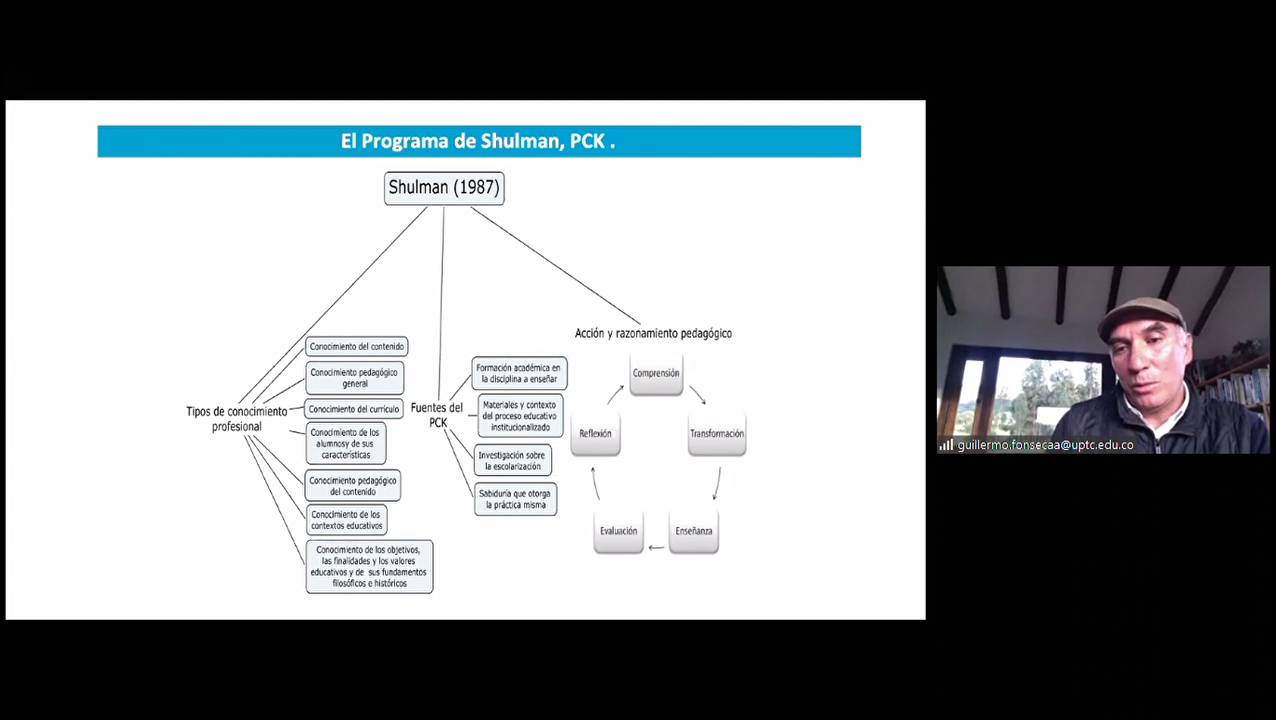 El Programa de Shulman, PCK .
Shulman (1987)
Tipos de conocimiento
profesional
Conocimiento del contenido
Conocimiento pedagógico
general
Conocimiento del currículo
Conocimiento de los
alumnosy de sus
características
Conocimiento pedagógico
del contenido
Conocimiento de los
contextos educativos
Conocimiento de los objetivos,
las finalidades y los valores
educativos y de sus fundamentos
filosóficos e históricos
Fuentes del
PCK
Formación académica en
la disciplina a enseñar
Materiales y contexto
del proceso educativo
institucionalizado
Investigación sobre
la escolarización
Sabiduría que otorga
la práctica misma
Acción y razonamiento pedagógico
Comprensión
Transformación
Enseñanza
Evaluación
Reflexión
guillermo.fonsecaa@uptc.edu.co